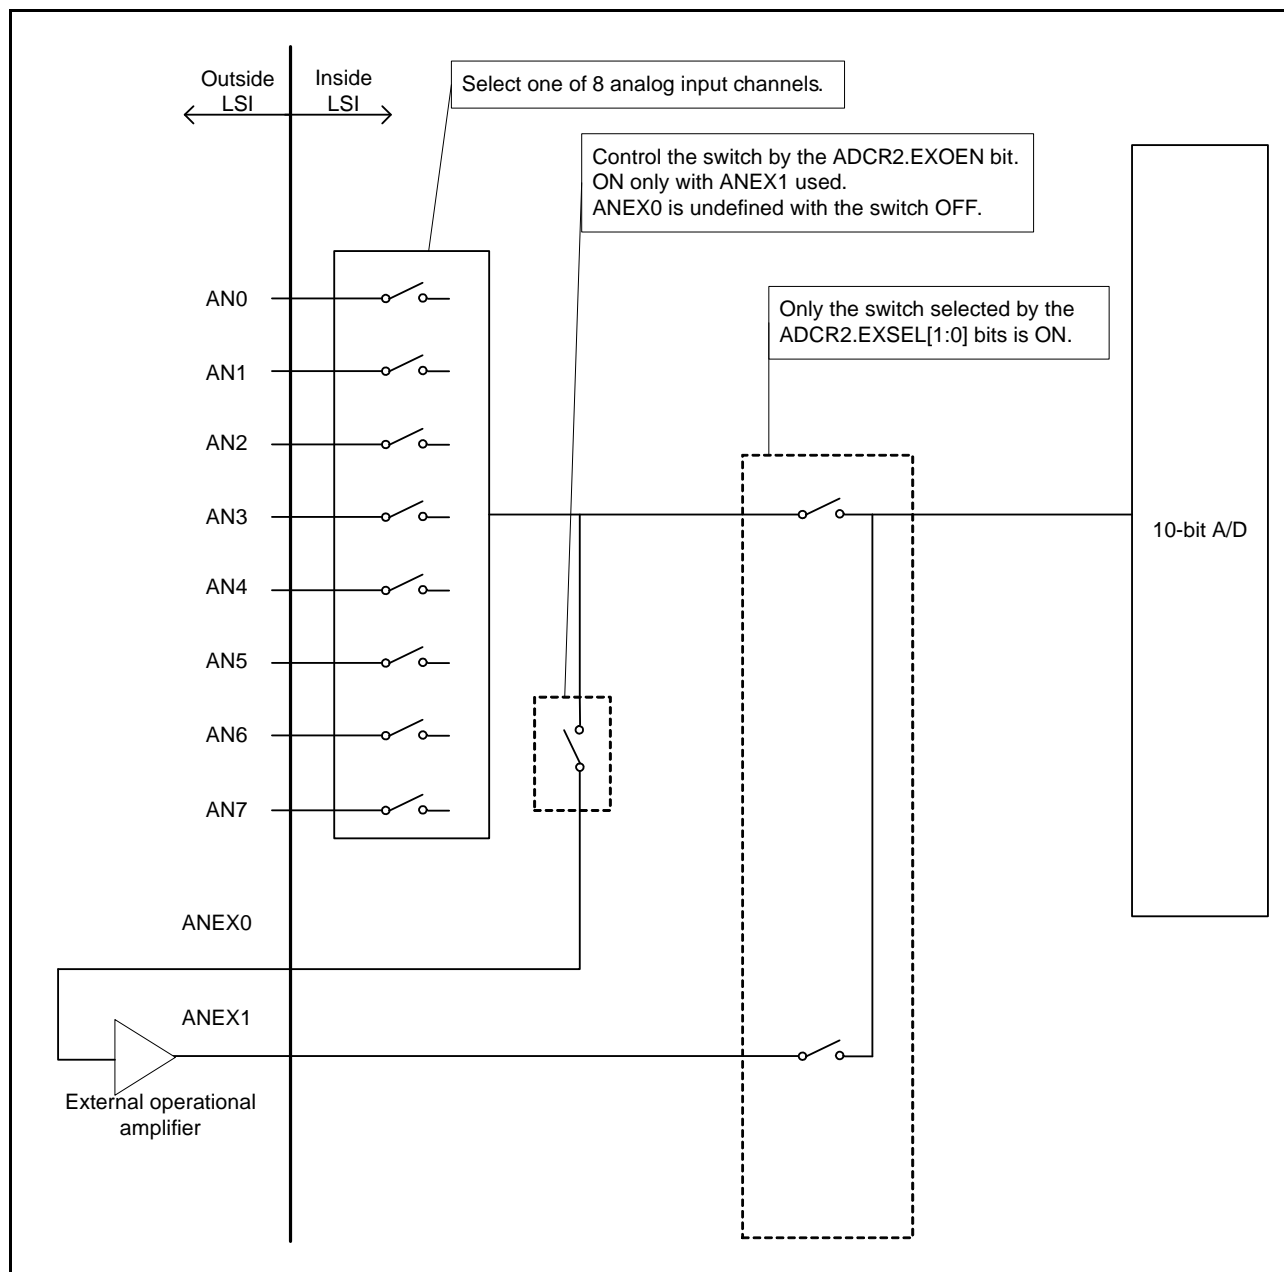 Outside
LSI
Inside
LSI
Select one of 8 analog input channels.
Control the switch by the ADCR2.EXOEN bit.
ON only with ANEX1 used.
ANEX0 is undefined with the switch OFF.
Only the switch selected by the
ADCR2.EXSEL[1:0] bits is ON.
AN0
AN1
AN2
AN3
AN4
AN5
AN6
AN7
10-bit A/D
ANEX0
ANEX1
External operational
amplifier